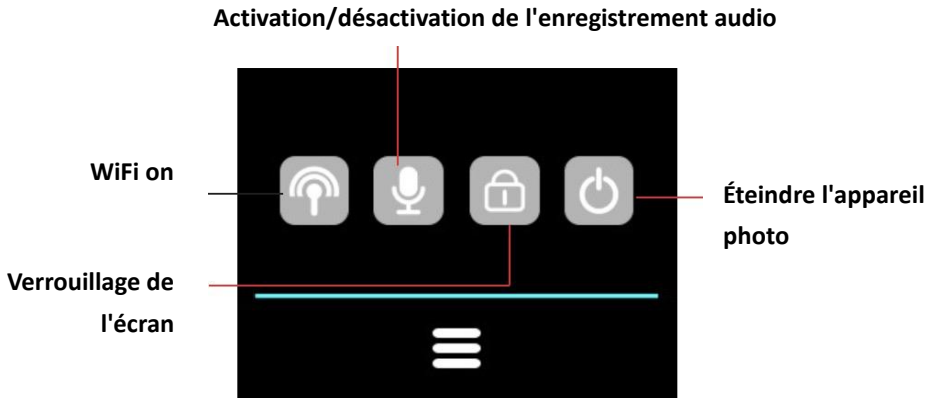 Activation/désactivation de l'enregistrement audio
WiFi on
Éteindre l'appareil
photo
Verrouillage de
l'écran